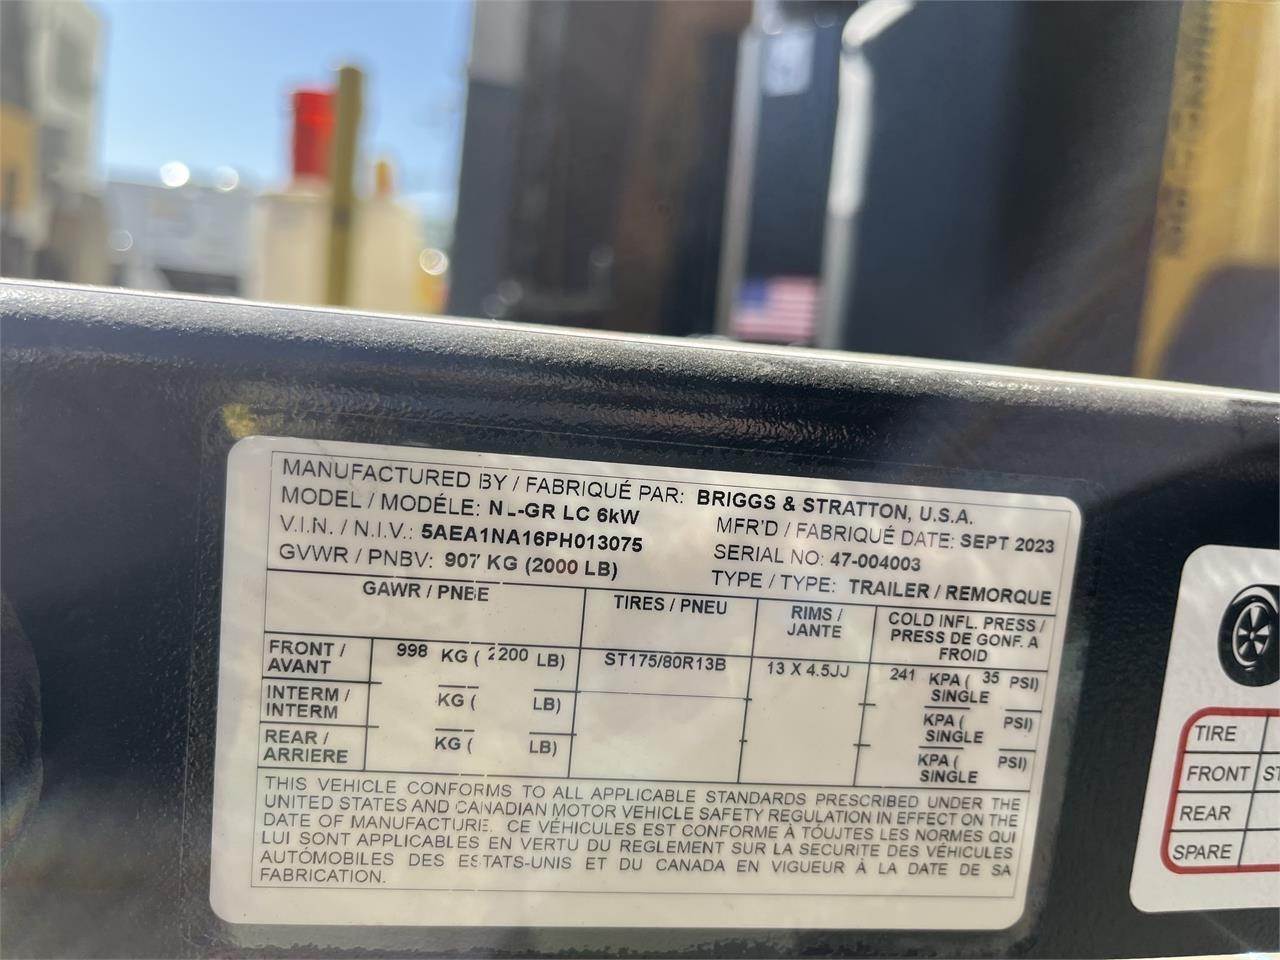 MANUFACTURED BY / FABRIQUÉ PAR: BRIGGS & STRATTON, U.S.A.
MODEL / MODÉLE: NL-GR LC 6kW
MFR'D / FABRIQUÉ DATE: SEPT 2023
V.I.N. / N.I.V.: 5AEA1NA16PH013075
SERIAL NO: 47-004003
GVWR / PNBV: 907 KG (2000 LB)
TYPE / TYPE: TRAILER / REMORQUE
GAWR / PNBE
TIRES / PNEU
RIMS /
JANTE
COLD INFL. PRESS /
PRESS DE GONF. A
FROID
FRONT /
AVANT
998 KG ( 2200 LB)
ST175/80R13B
13 X 4.5JJ
241 KPA ( 35 PSI)
SINGLE
INTERM /
INTERM
KG ( LB)
KPA ( PSI)
SINGLE
REAR /
ARRIERE
KG ( LB)
KPA ( PSI)
SINGLE
THIS VEHICLE CONFORMS TO ALL APPLICABLE STANDARDS PRESCRIBED UNDER THE
UNITED STATES AND CANADIAN MOTOR VEHICLE SAFETY REGULATION IN EFFECT ON THE
DATE OF MANUFACTURE. CE VÉHICULES EST CONFORME À TOUJTES LES NORMES QUI
LUI SONT APPLICABLES EN VERTU DU REGLEMENT SUR LA SECURITE DES VÉHICULES
AUTÓMOBILES DES ESTATS-UNIS ET DU CANADA EN VIGUEUR À LA DATE DE SA
FABRICATION.
TIRE
FRONT ST
REAR
SPARE